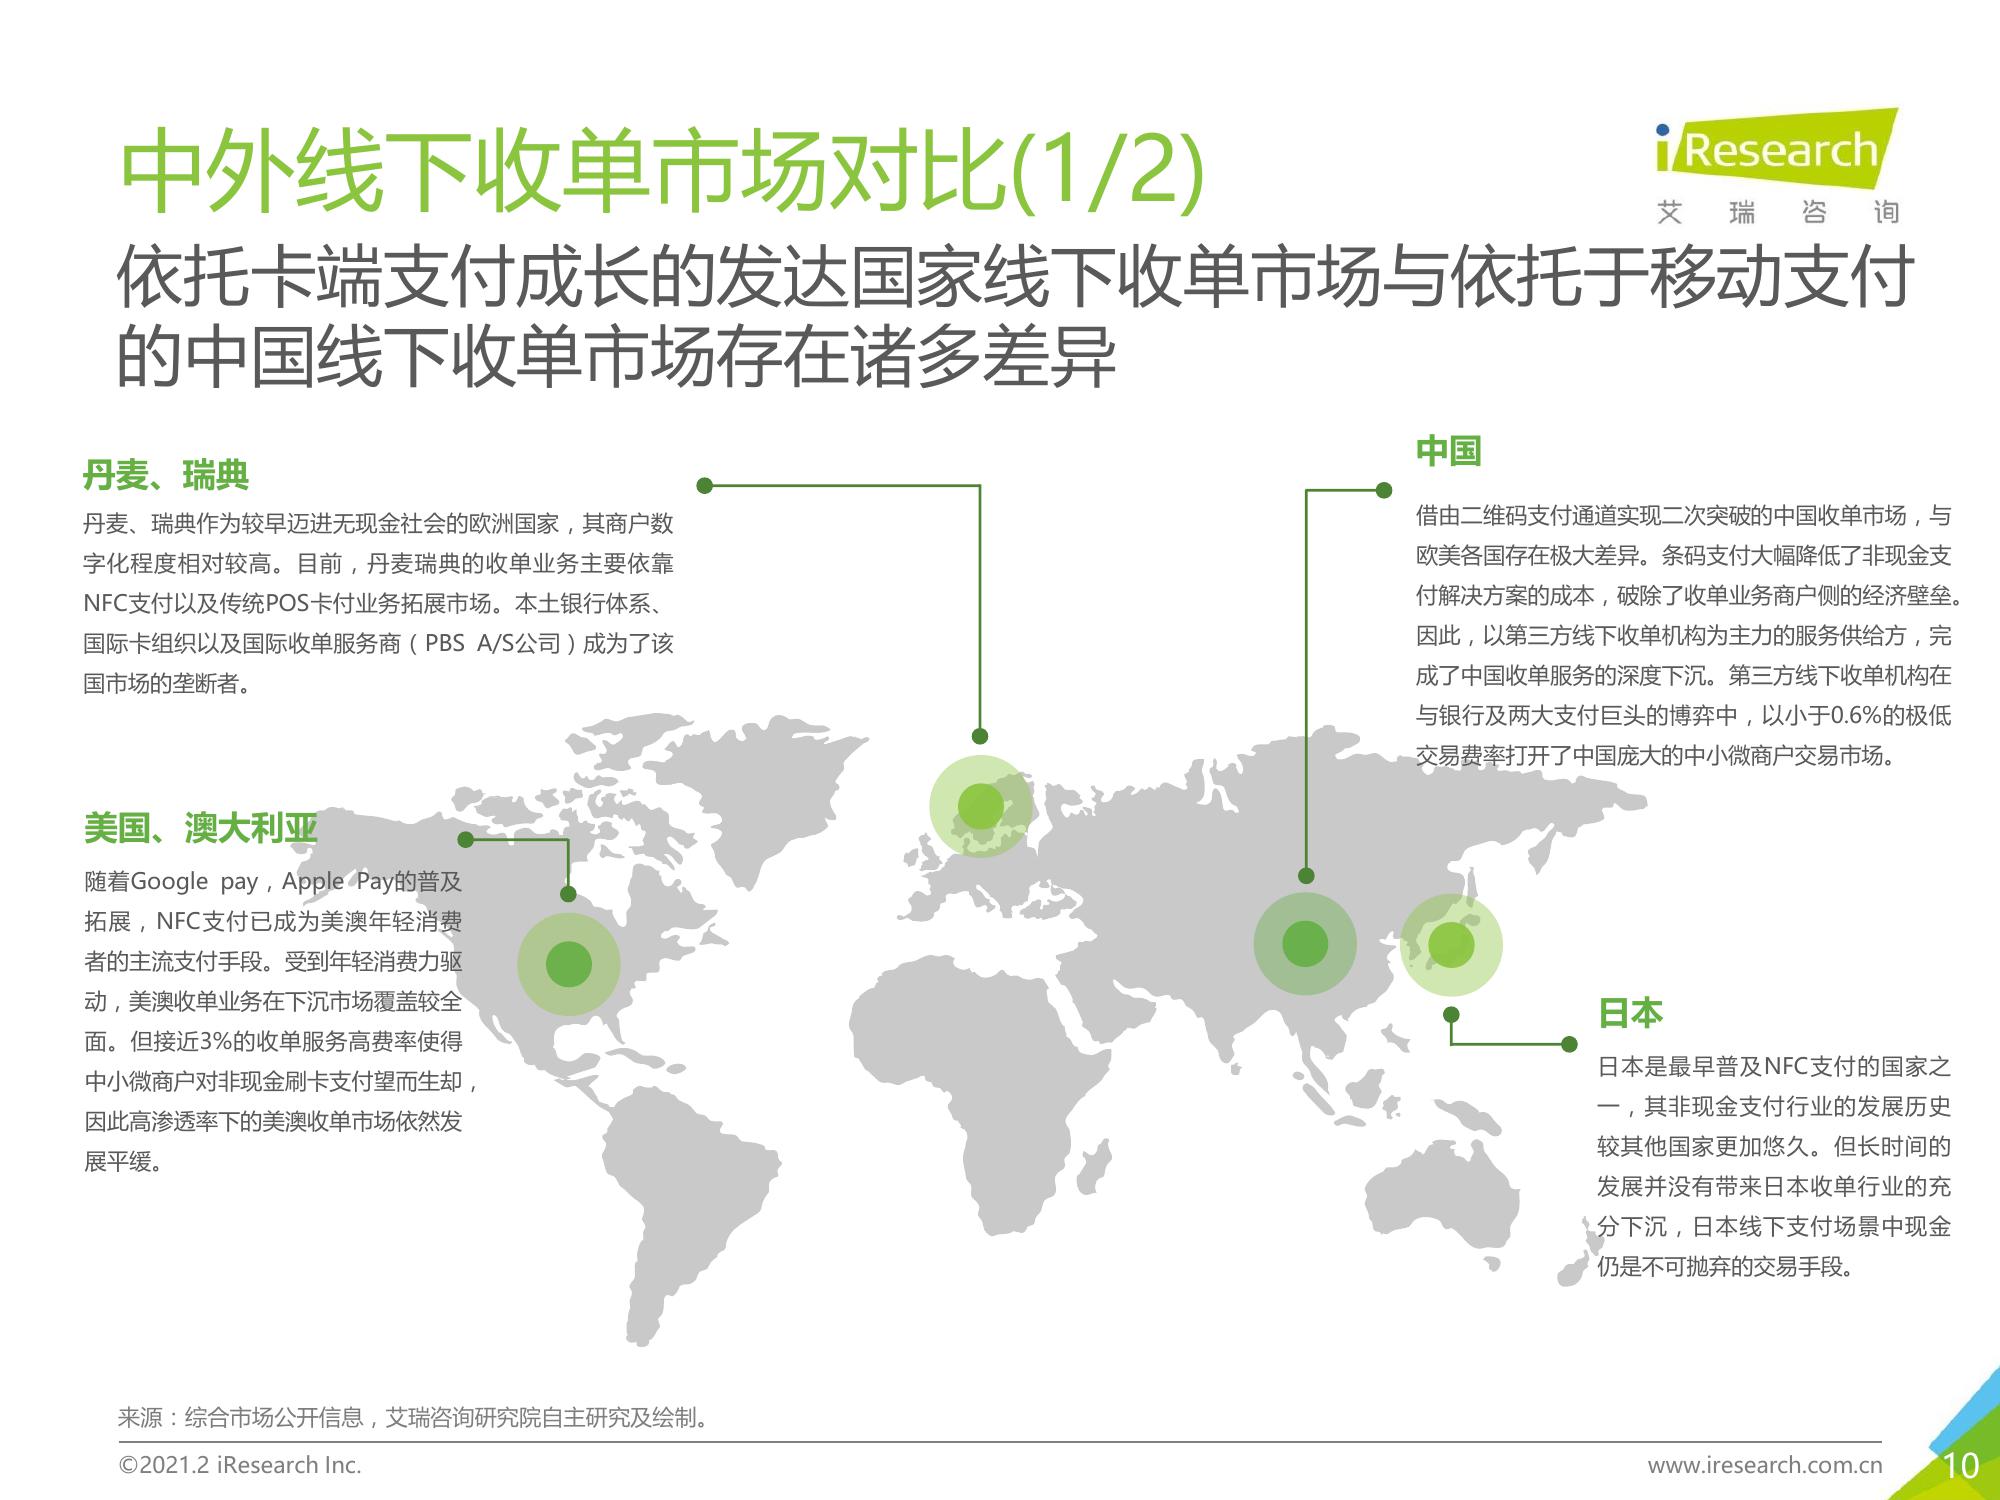 中外线下收单市场对比(1/2)
iResearch
艾瑞咨询
依托卡端支付成长的发达国家线下收单市场与依托于移动支付
的中国线下收单市场存在诸多差异
丹麦、瑞典
丹麦、瑞典作为较早迈进无现金社会的欧洲国家，其商户数
字化程度相对较高。目前，丹麦瑞典的收单业务主要依靠
NFC支付以及传统POS卡付业务拓展市场。本土银行体系、
国际卡组织以及国际收单服务商（PBS A/S公司）成为了该
国市场的垄断者。
中国
借由二维码支付通道实现二次突破的中国收单市场，与
欧美各国存在极大差异。条码支付大幅降低了非现金支
付解决方案的成本，破除了收单业务商户侧的经济壁垒。
因此，以第三方线下收单机构为主力的服务供给方，完
成了中国收单服务的深度下沉。第三方线下收单机构在
与银行及两大支付巨头的博弈中，以小于0.6%的极低
交易费率打开了中国庞大的中小微商户交易市场。
美国、澳大利亚
随着Google pay，Apple Pay的普及
拓展，NFC支付已成为美澳年轻消费
者的主流支付手段。受到年轻消费力驱
动，美澳收单业务在下沉市场覆盖较全
面。但接近3%的收单服务高费率使得
中小微商户对非现金刷卡支付望而生却，
因此高渗透率下的美澳收单市场依然发
展平缓。
日本
日本是最早普及NFC支付的国家之
一，其非现金支付行业的发展历史
较其他国家更加悠久。但长时间的
发展并没有带来日本收单行业的充
分下沉，日本线下支付场景中现金
仍是不可抛弃的交易手段。
来源：综合市场公开信息，艾瑞咨询研究院自主研究及绘制。
©2021.2 iResearch Inc.
www.iresearch.com.cn
10